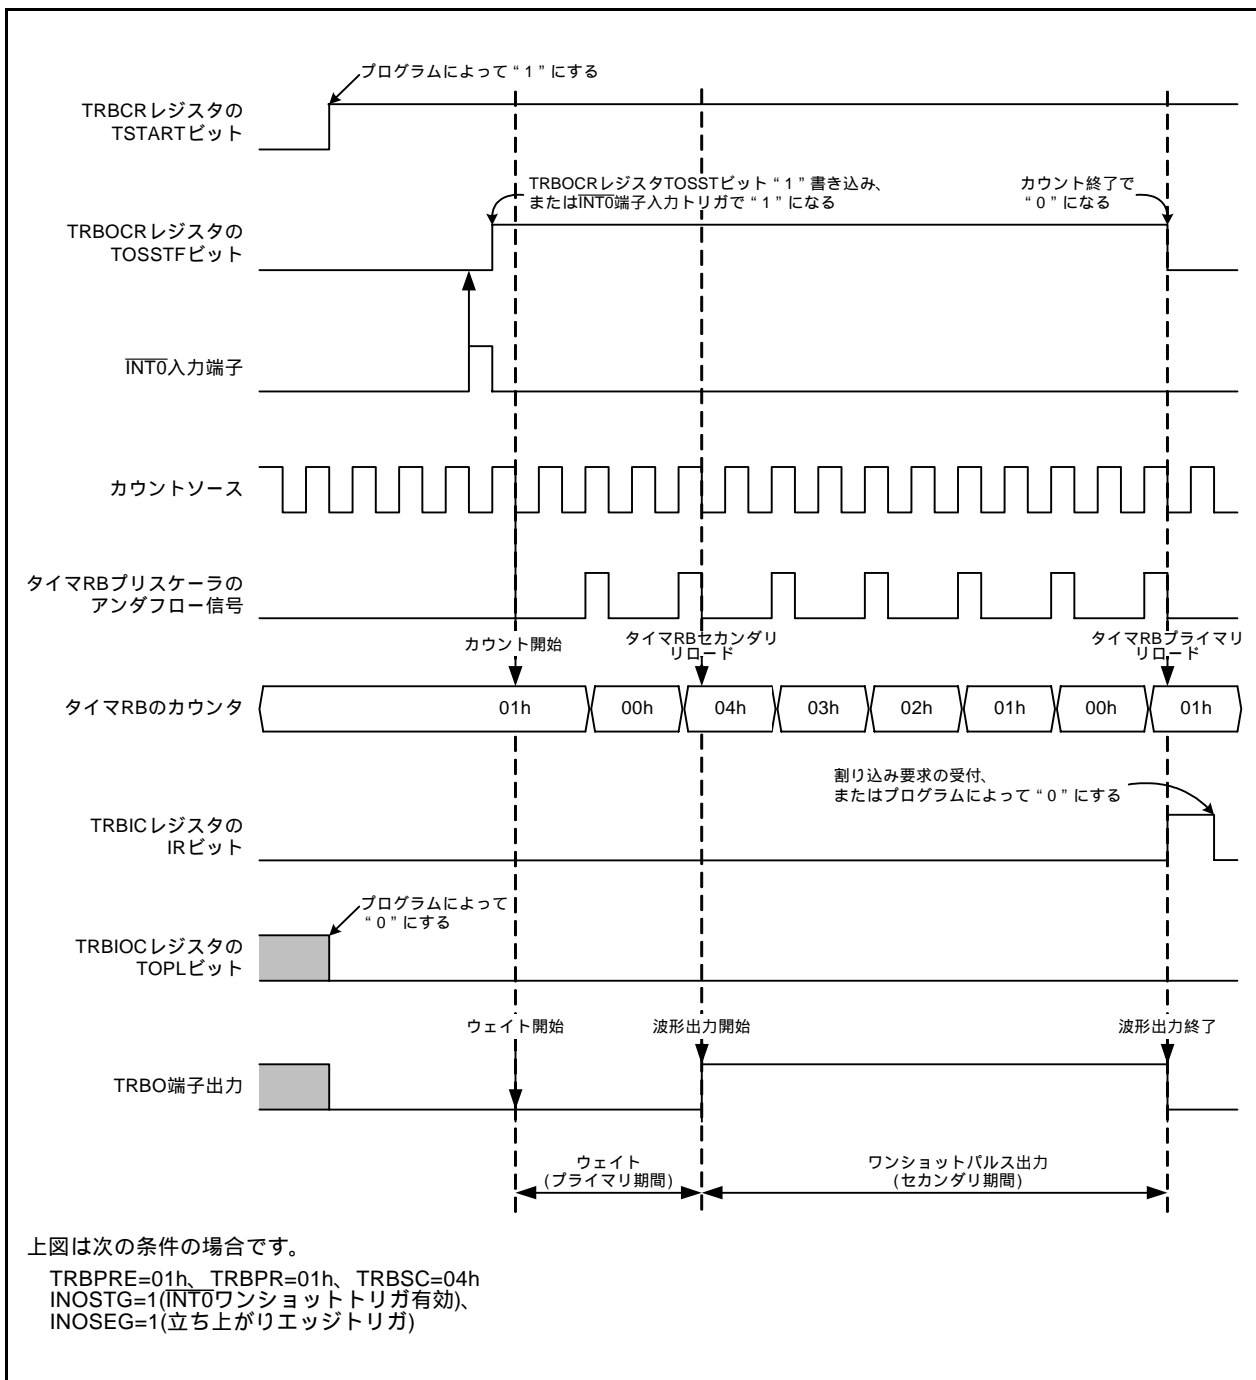 プログラムによって“1”にする
TRBCRレジスタの
TSTARTビット
TRBOCRレジスタTOSSTビット“1”書き込み、
またはINT0端子入力トリガで“1”になる
カウント終了で
“0”になる
TRBOCRレジスタの
TOSSTFビット
INT0入力端子
カウントソース
タイマRBプリスケーラの
アンダフロー信号
カウント開始
タイマRBセカンダリ
リロード
タイマRBプライマリ
リロード
タイマRBのカウンタ
01h 00h 04h 03h 02h 01h 00h 01h
割り込み要求の受付、
またはプログラムによって“0”にする
TRBICレジスタの
IRビット
プログラムによって
“0”にする
TRBIOCレジスタの
TOPLビット
ウェイト開始 波形出力開始 波形出力終了
TRBO端子出力
ウェイト
(プライマリ期間)
ワンショットパルス出力
(セカンダリ期間)
上図は次の条件の場合です。
TRBPRE=01h、TRBPR=01h、TRBSC=04h
INOSTG=1(INT0ワンショットトリガ有効)、
INOSEG=1(立ち上がりエッジトリガ)